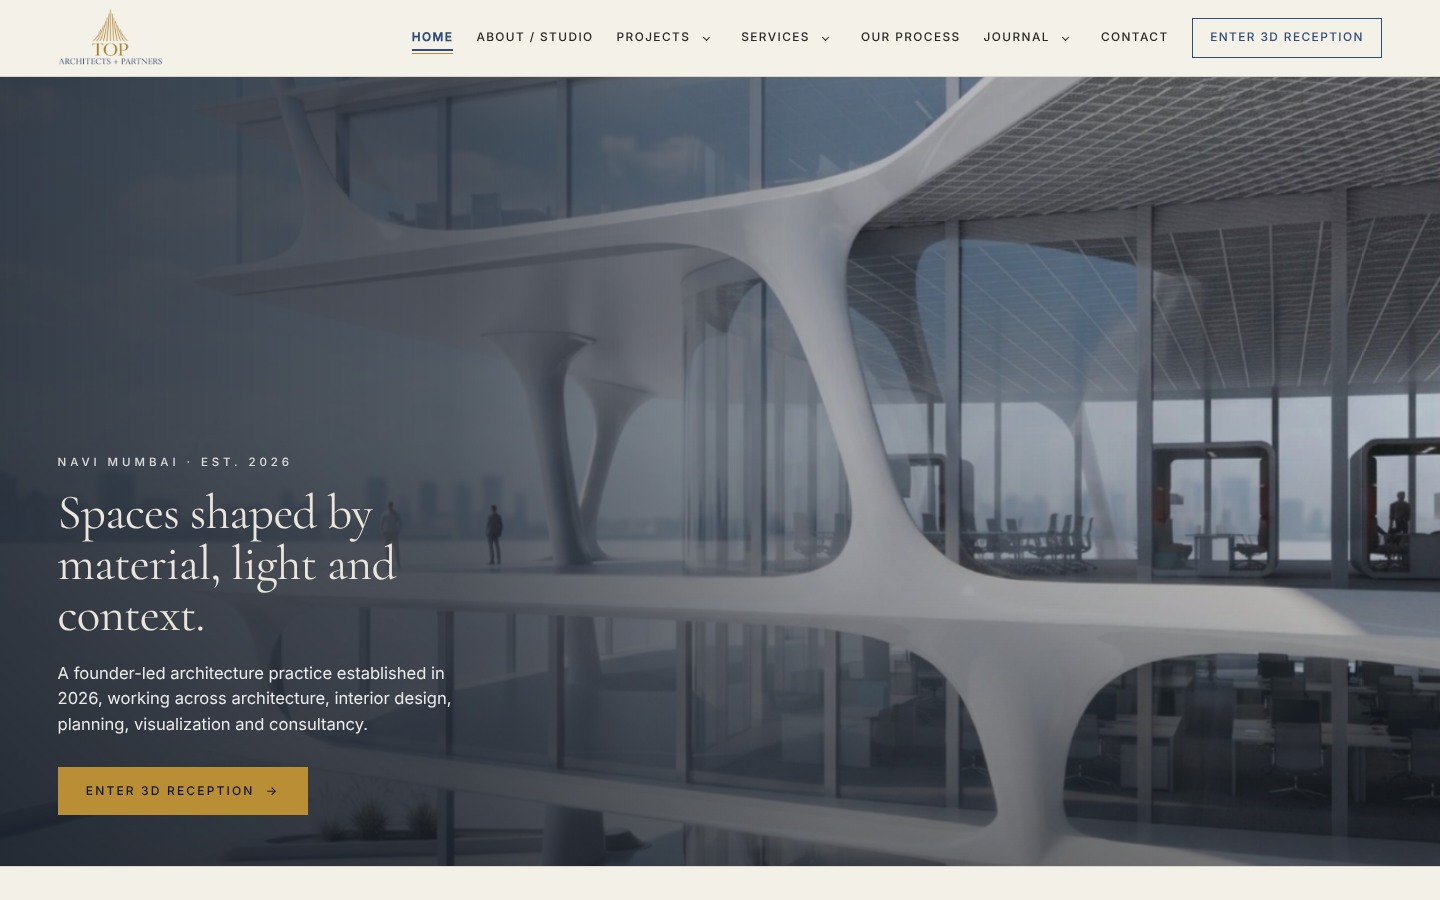 TOP
ARCHITECTS + PARTNERS
HOME
ABOUT / STUDIO
PROJECTS
SERVICES
OUR PROCESS
JOURNAL
CONTACT
ENTER 3D RECEPTION
NAVI MUMBAI · EST. 2026
Spaces shaped by
material, light and
context.
A founder-led architecture practice established in
2026, working across architecture, interior design,
planning, visualization and consultancy.
ENTER 3D RECEPTION →